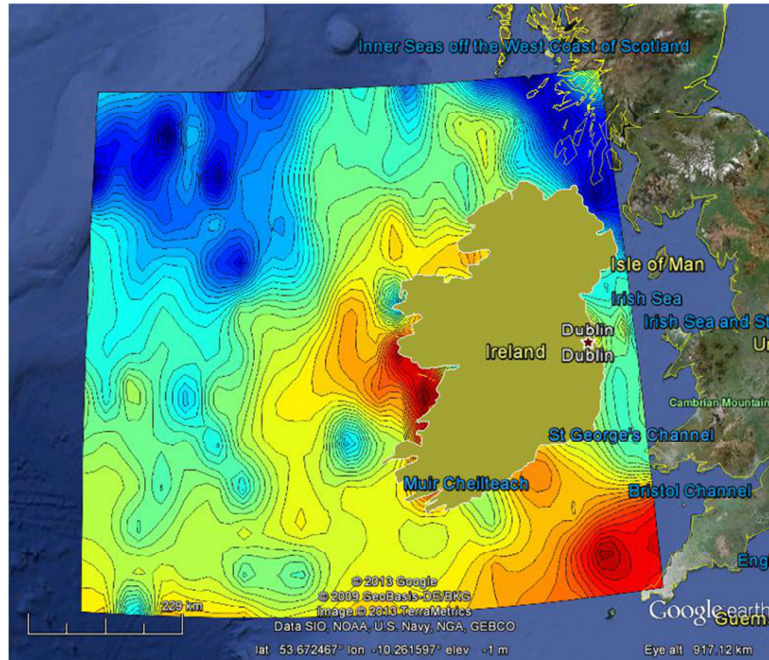 Inner Seas off the West Coast of Scotland
Isle of Man
Irish Sea
Dublin
Irish Sea and St
Ireland
Dublin
Cambrian Mountain
St George's Channel
Muir Cheilteach
Bristol Channel
© 2013 Google
© 2009 GeoBasis-DE/BKG
Image © 2013 TerraMetrics
Data SIO, NOAA, U.S. Navy, NGA, GEBCO
229 km
Google earth
lat 53.672467° lon -10.261597° elev -1 m
Eye alt 917.12 km